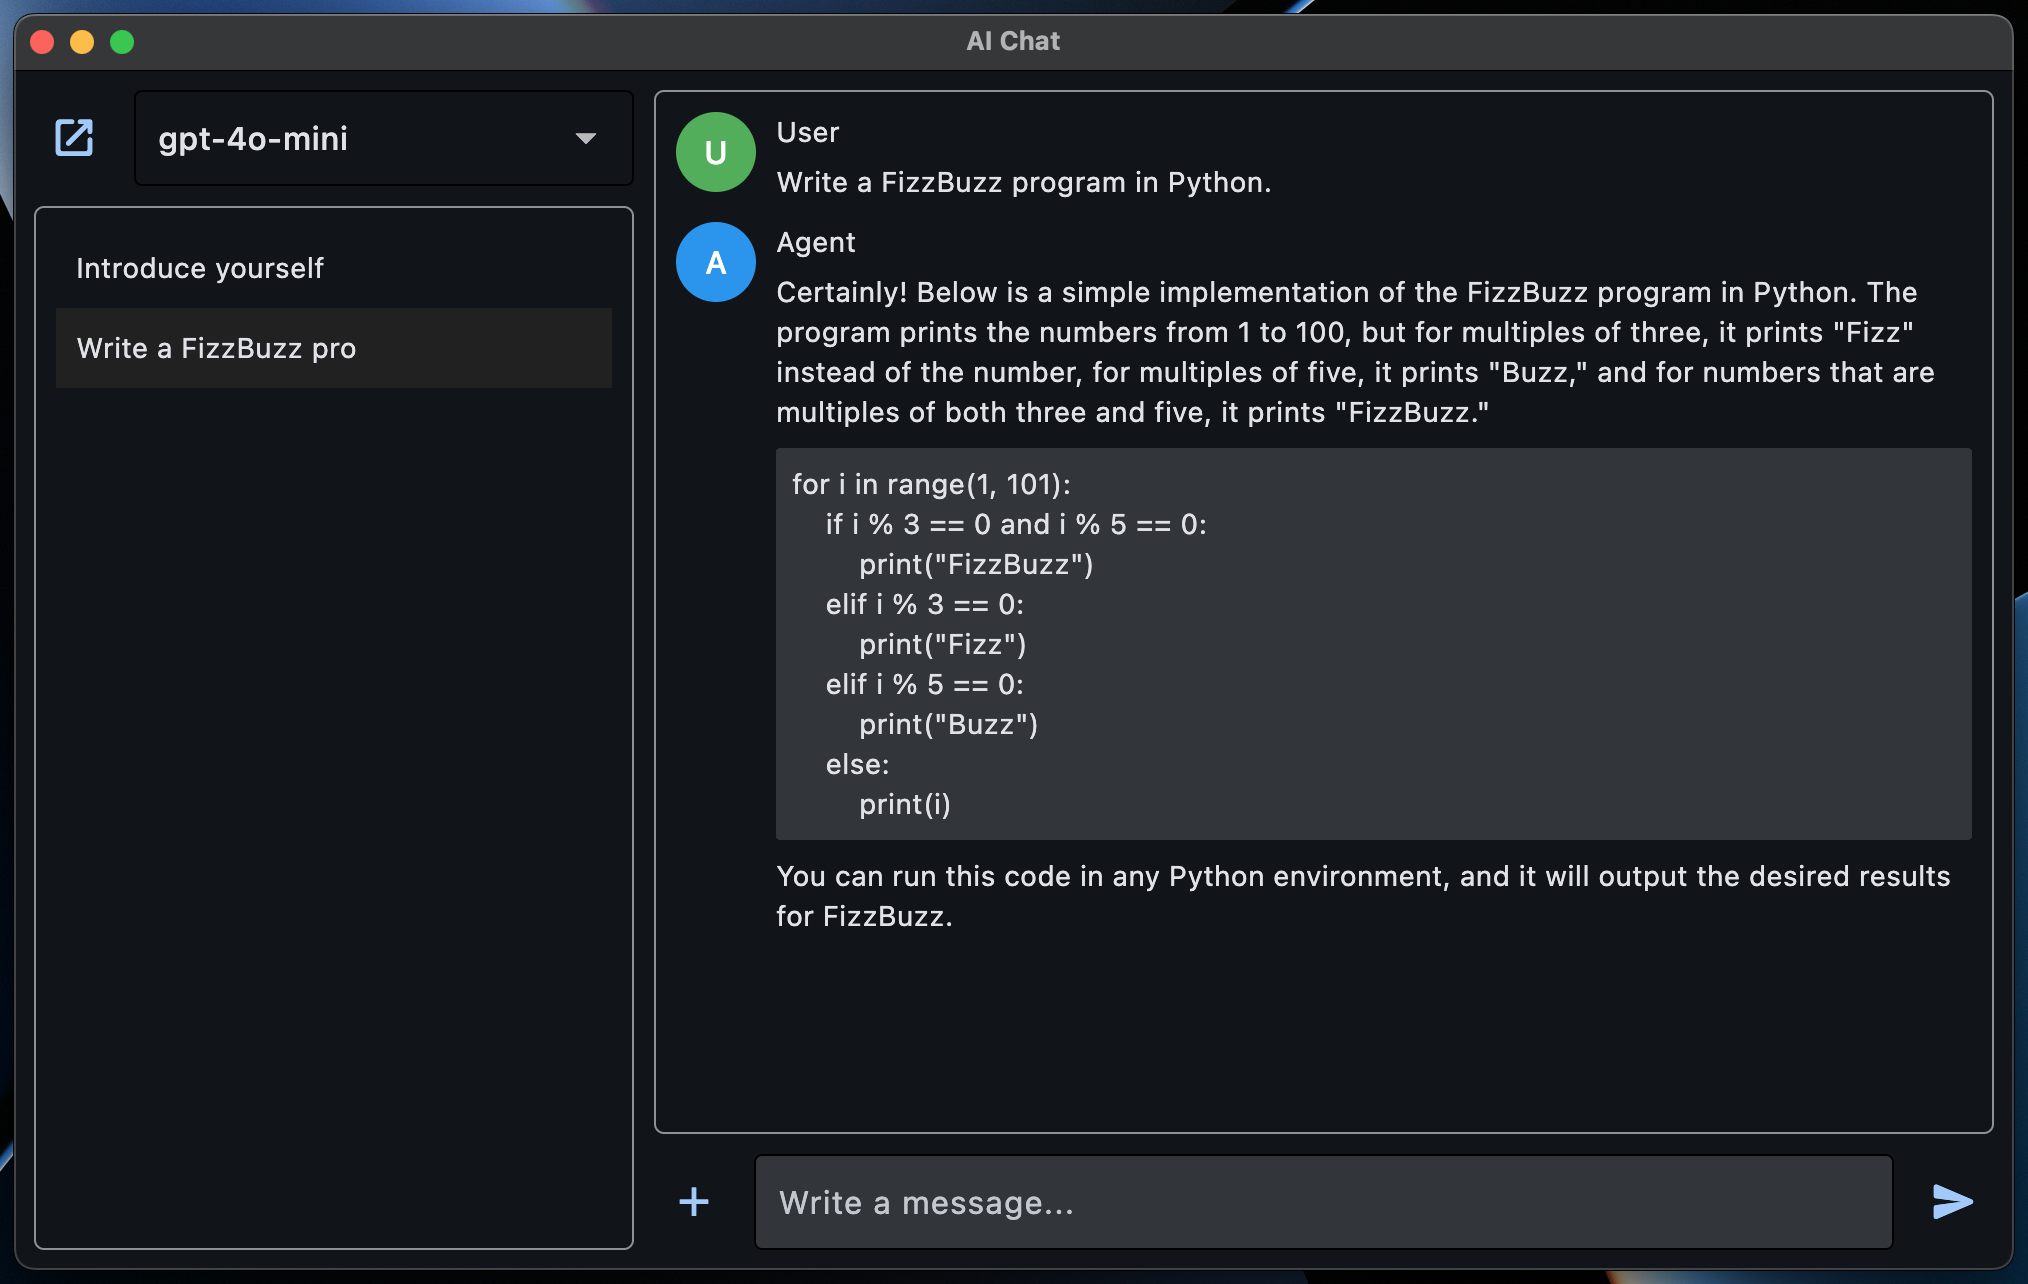 AI Chat
gpt-4o-mini
Introduce yourself
Write a FizzBuzz pro
U
User
Write a FizzBuzz program in Python.
A
Agent
Certainly! Below is a simple implementation of the FizzBuzz program in Python. The
program prints the numbers from 1 to 100, but for multiples of three, it prints "Fizz"
instead of the number, for multiples of five, it prints "Buzz," and for numbers that are
multiples of both three and five, it prints "FizzBuzz."
for i in range(1, 101):
    if i % 3 == 0 and i % 5 == 0:
        print("FizzBuzz")
    elif i % 3 == 0:
        print("Fizz")
    elif i % 5 == 0:
        print("Buzz")
    else:
        print(i)
You can run this code in any Python environment, and it will output the desired results
for FizzBuzz.
Write a message...